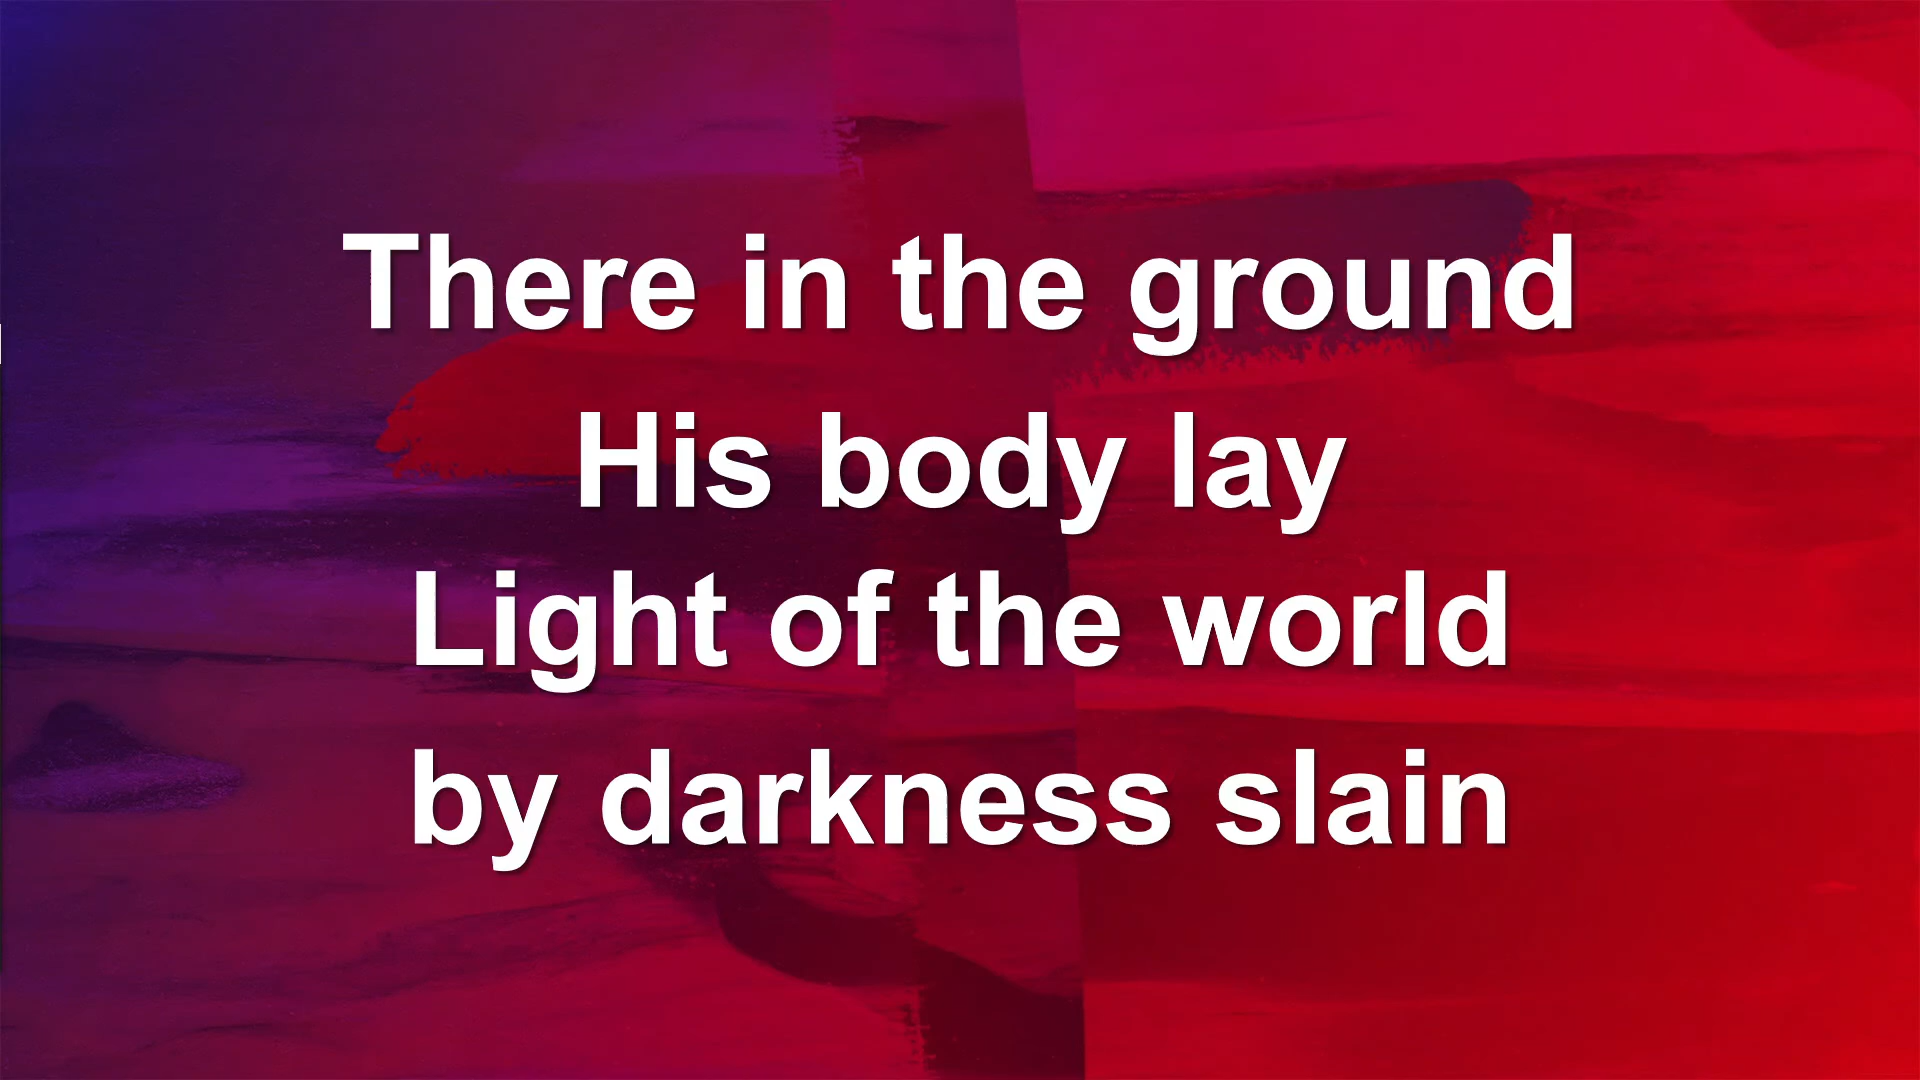 There in the ground
His body lay
Light of the world
by darkness slain